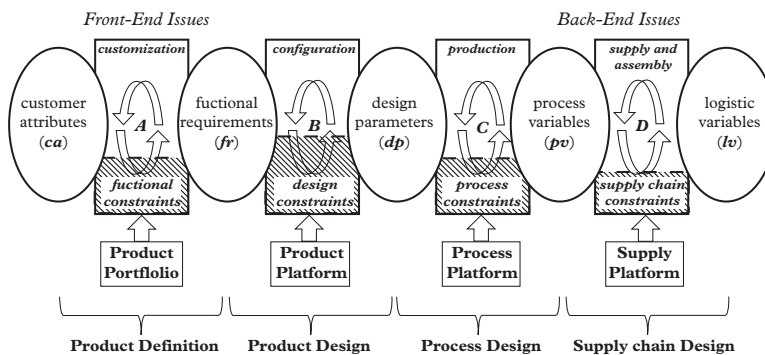 Front-End Issues
Back-End Issues
customization
configuration
production
supply and
assembly
customer
attributes
(ca)
A
fuctional
requirements
(fr)
B
design
parameters
(dp)
C
process
variables
(pv)
D
logistic
variables
(lv)
fuctional
constraints
design
constraints
process
constraints
supply chain
constraints
Product
Portflolio
Product
Platform
Process
Platform
Supply
Platform
Product Definition
Product Design
Process Design
Supply chain Design